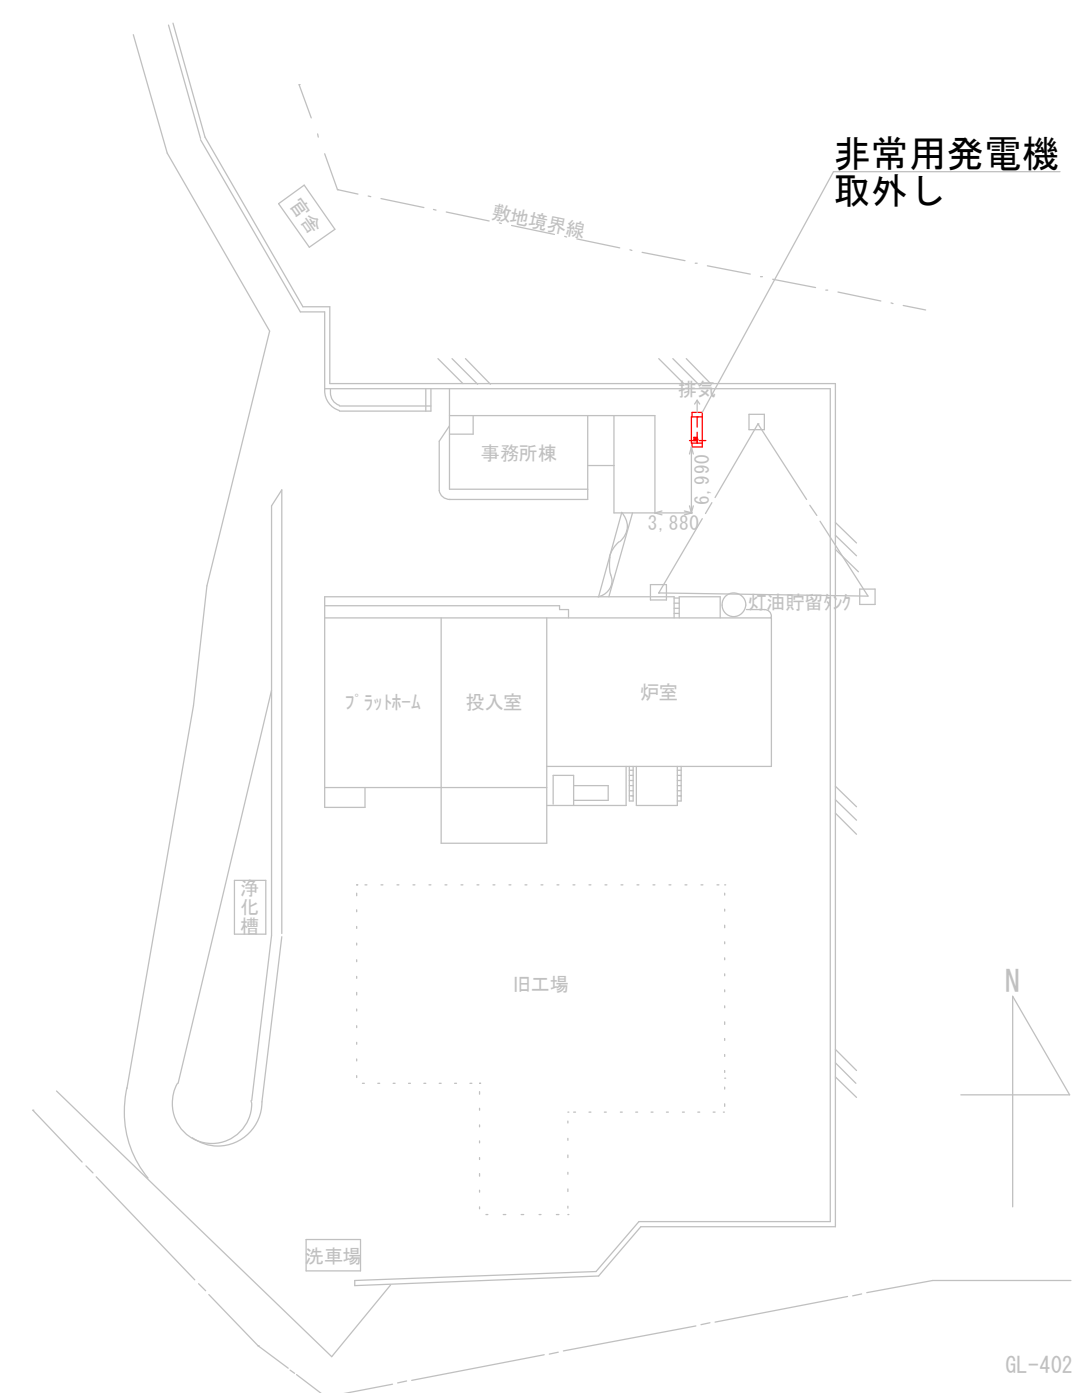 非常用発電機
取外し
官舎
敷地境界線
排気
事務所棟
6,960
3,880
灯油貯留ﾀﾝｸ
ﾌﾟﾗｯﾄﾎｰﾑ
投入室
炉室
浄化槽
旧工場
N
洗車場
GL-402